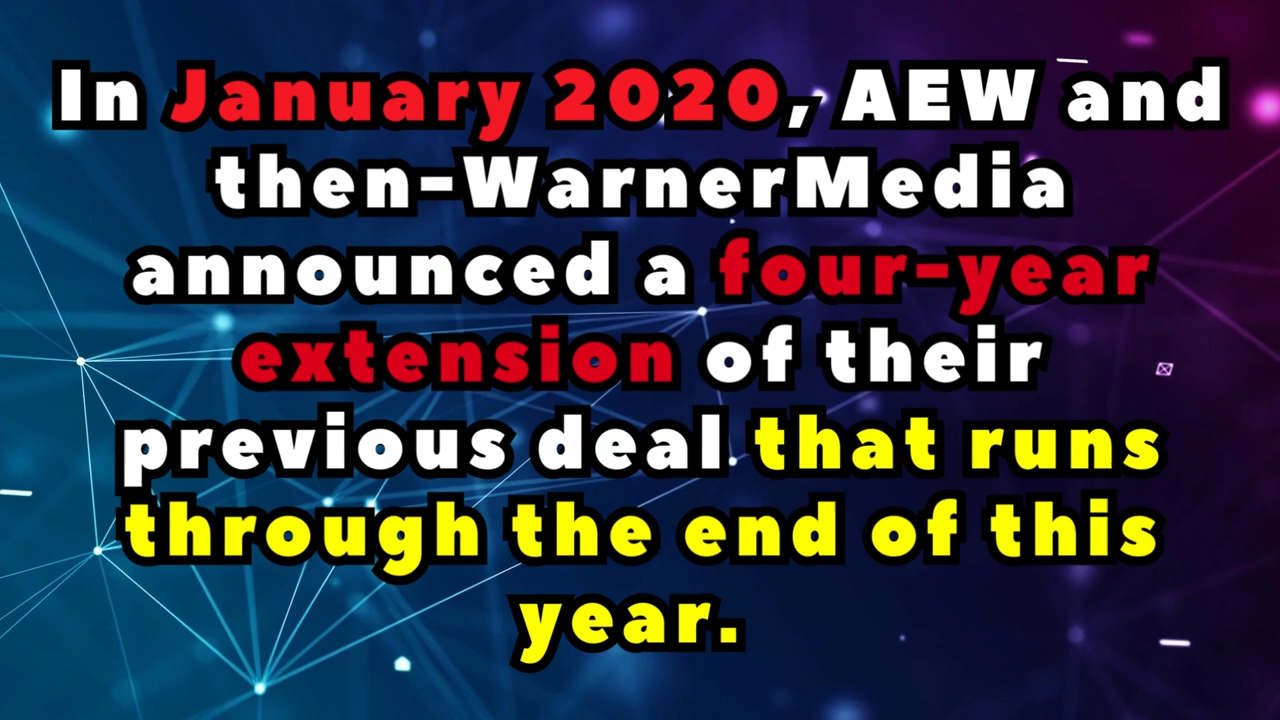 In January 2020, AEW and
then-WarnerMedia
announced a four-year
extension of their
previous deal that runs
through the end of this
year.